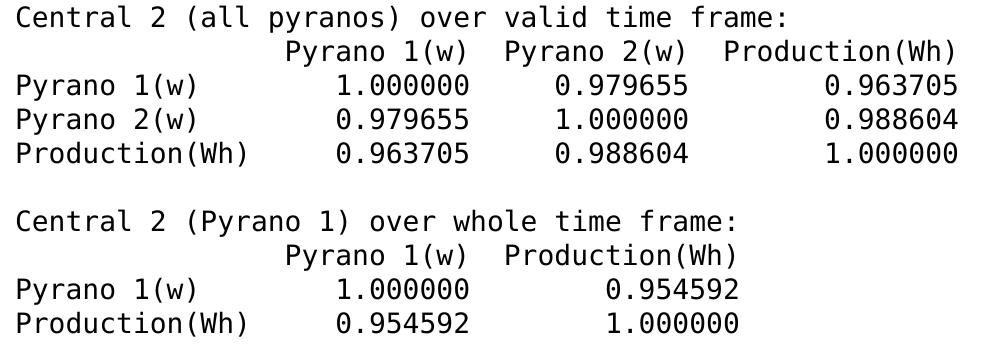 Central 2 (all pyranos) over valid time frame:
Pyrano 1(w) Pyrano 2(w) Production(Wh)
Pyrano 1(w) 1.000000 0.979655 0.963705
Pyrano 2(w) 0.979655 1.000000 0.988604
Production(Wh) 0.963705 0.988604 1.000000
Central 2 (Pyrano 1) over whole time frame:
Pyrano 1(w) Production(Wh)
Pyrano 1(w) 1.000000 0.954592
Production(Wh) 0.954592 1.000000